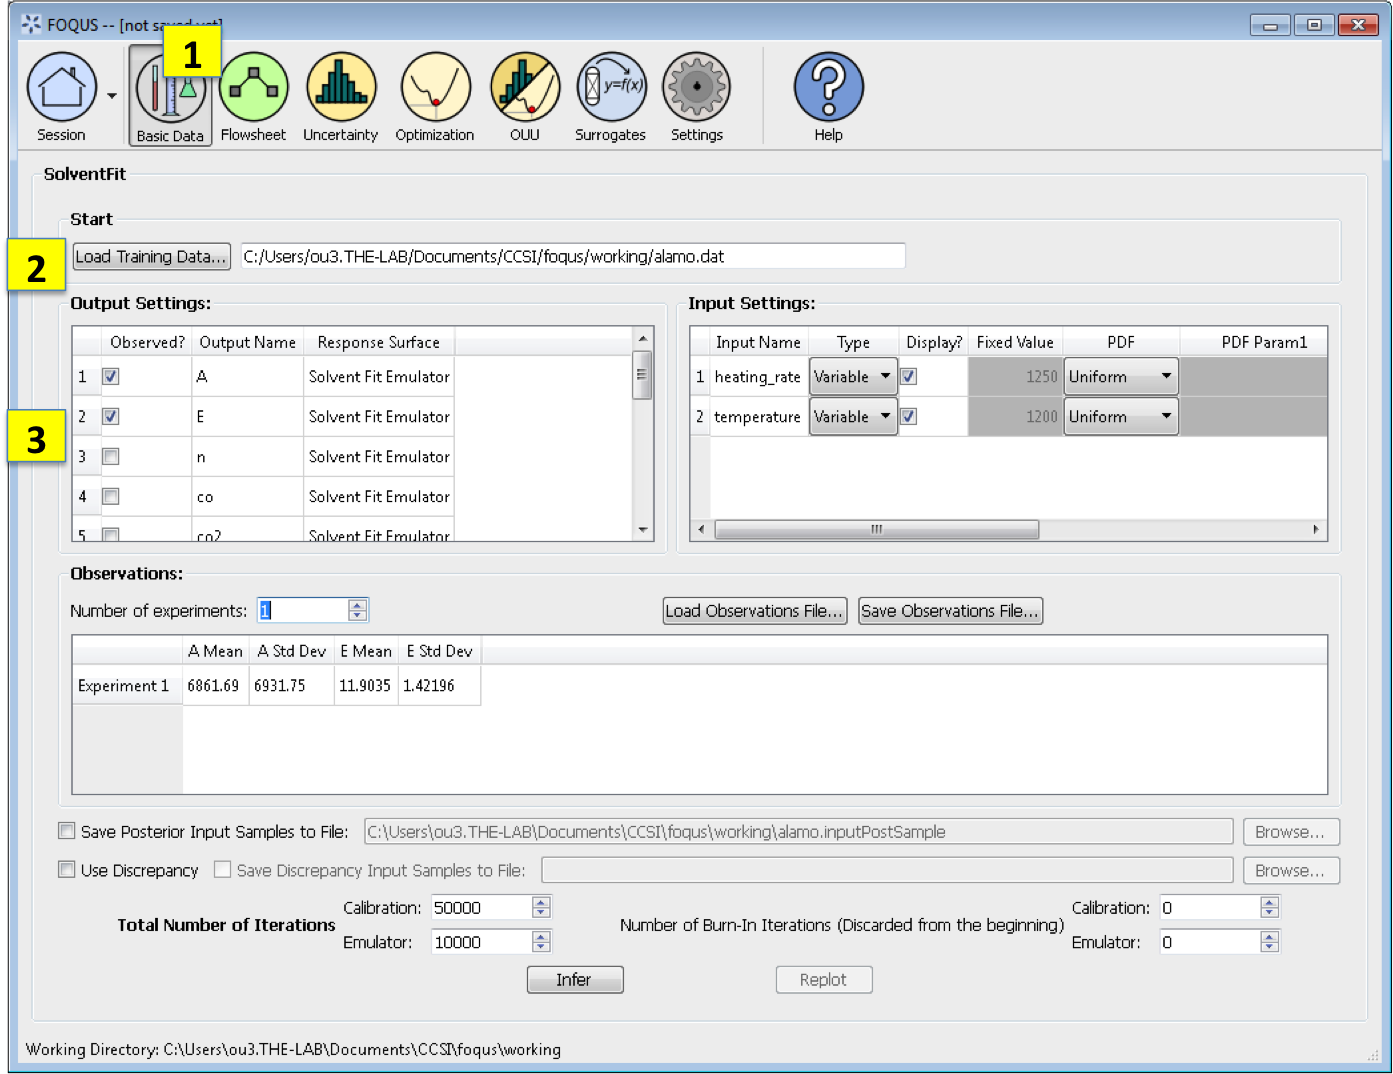 FOQUS -- [not saved yet]
1
Session
Basic Data
Flowsheet
Uncertainty
Optimization
OUU
y=f(x)
Surrogates
Settings
Help
SolventFit
Start
2
Load Training Data... C:/Users/ou3.THE-LAB/Documents/CCSI/foqus/working/alamo.dat
Output Settings:
Observed? Output Name Response Surface
1 A Solvent Fit Emulator
2 E Solvent Fit Emulator
3
3 n Solvent Fit Emulator
4 co Solvent Fit Emulator
5 co2 Solvent Fit Emulator
Input Settings:
Input Name Type Display? Fixed Value PDF PDF Param1
1 heating_rate Variable 1250 Uniform
2 temperature Variable 1200 Uniform
Observations:
Number of experiments: 1 Load Observations File... Save Observations File...
A Mean A Std Dev E Mean E Std Dev
Experiment 1 6861.69 6931.75 11.9035 1.42196
Save Posterior Input Samples to File: C:\Users\ou3.THE-LAB\Documents\CCSI\foqus\working\alamo.inputPostSample Browse...
Use Discrepancy Save Discrepancy Input Samples to File: Browse...
Total Number of Iterations
Calibration: 50000
Emulator: 10000
Number of Burn-In Iterations (Discarded from the beginning)
Calibration: 0
Emulator: 0
Infer Replot
Working Directory: C:\Users\ou3.THE-LAB\Documents\CCSI\foqus\working